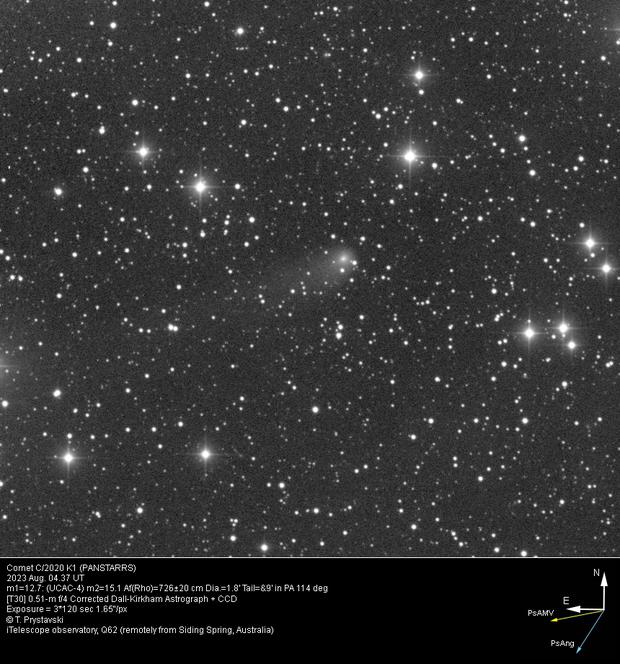 Comet C/2020 K1 (PANSTARRS)
2023 Aug. 04.37 UT
m1=12.7: (UCAC-4) m2=15.1 Af(Rho)=726±20 cm Dia.=1.8' Tail=6.9' in PA 114 deg
[T30] 0.51-m f/4 Corrected Dall-Kirkham Astrograph + CCD
Exposure = 3*120 sec 1.65"/px
© T. Prystavski
iTelescope observatory, Q62 (remotely from Siding Spring, Australia)
N
E
PsAMV
PsAng